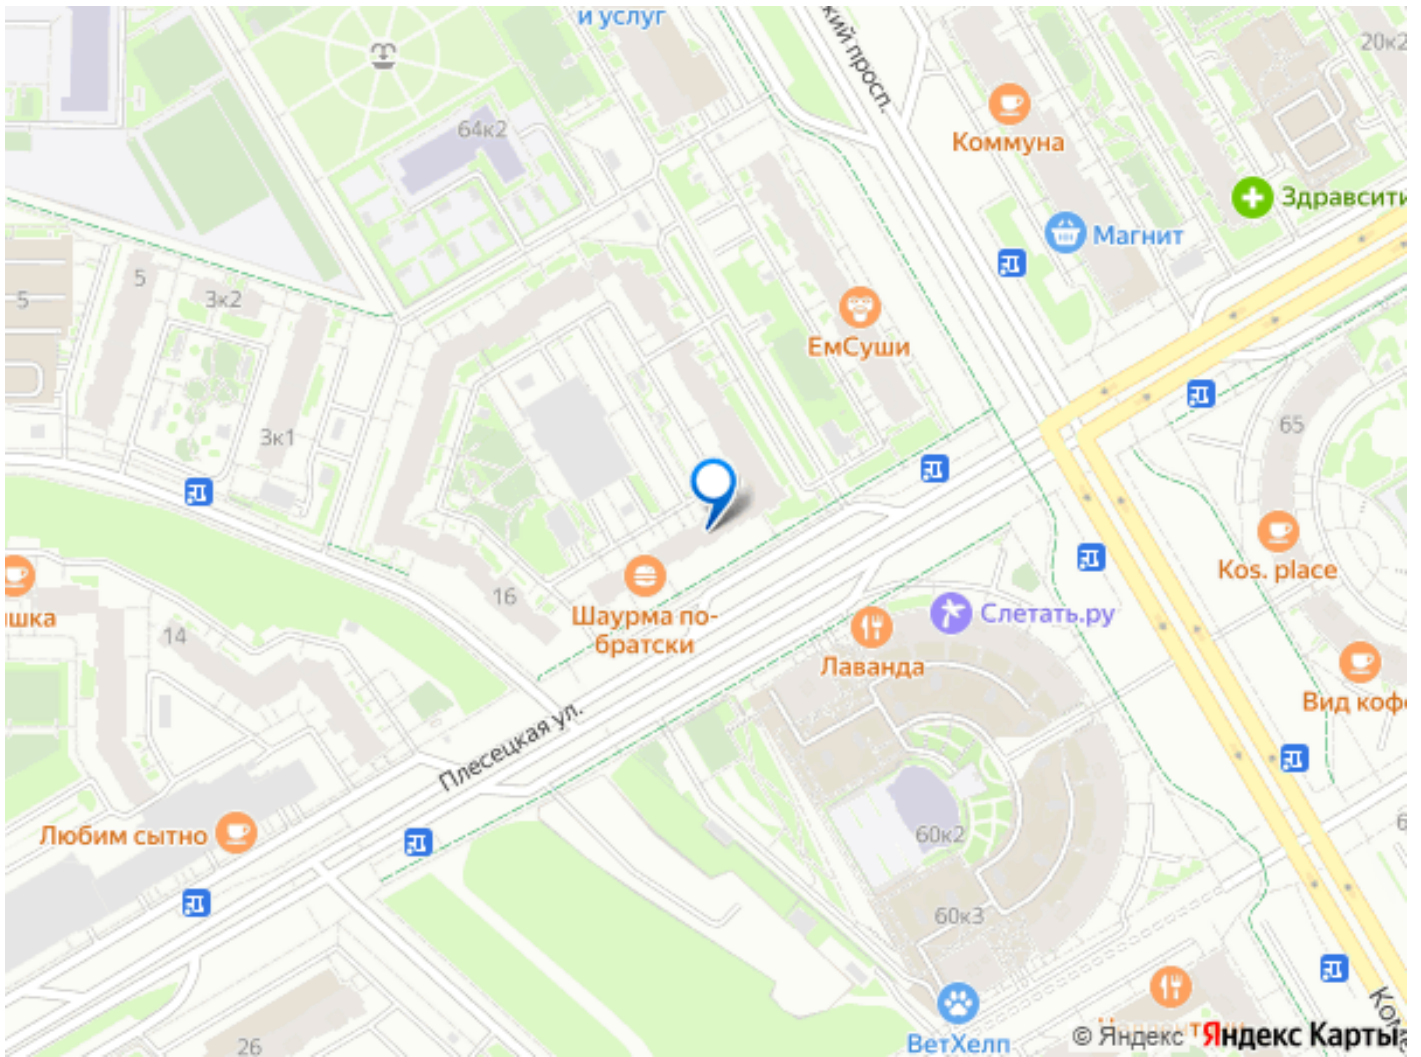 и услуг
кий просп.
20к2
Коммуна
64к2
Здравсити
Магнит
5
3к2
5
ЕмСуши
3к1
65
Kos. place
16
Шаурма по-
братски
14
Слетать.ру
Лаванда
Вид кофе
Плесецкая ул.
Любим сытно
60к2
6
60к3
26
ВетХелп
© Яндекс Яндекс Карты